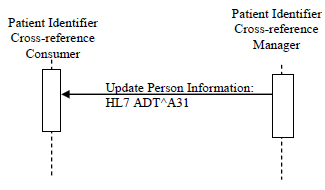 Patient Identifier
Cross-reference
Consumer
Patient Identifier
Cross-reference
Manager
Update Person Information:
HL7 ADT^A31